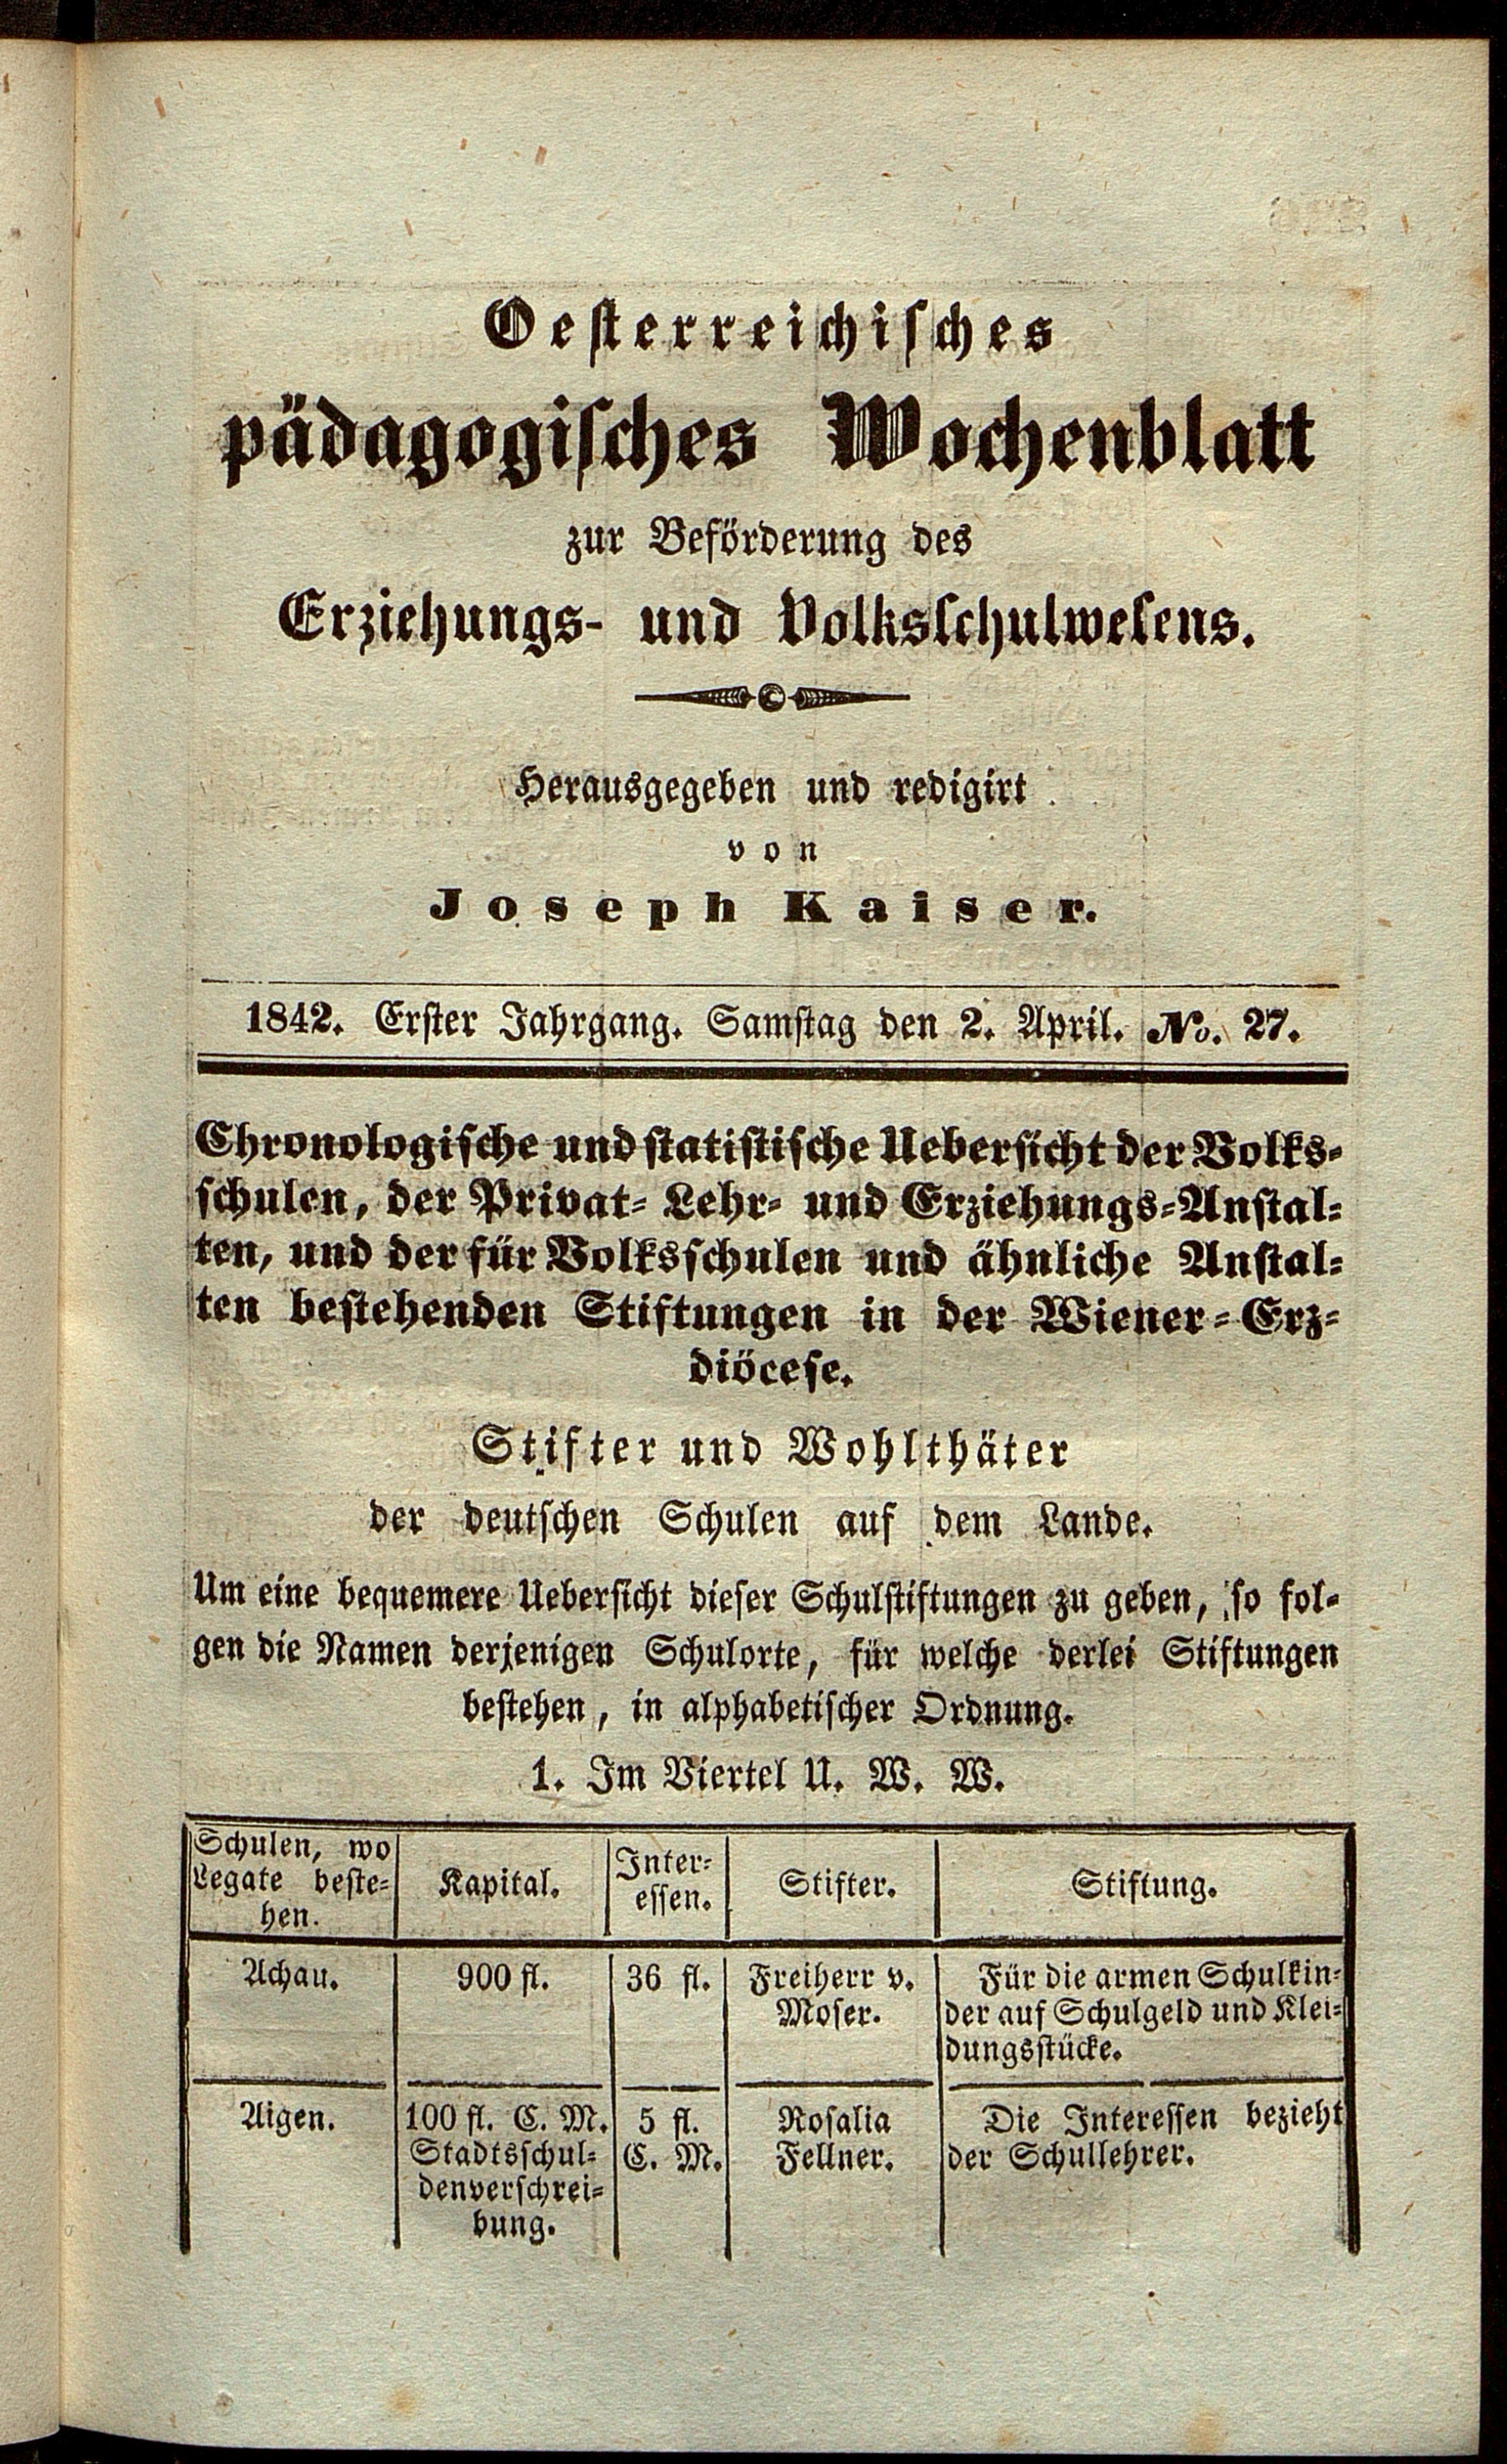 Oesterreichisches
pädagogisches Wochenblatt
zur Beförderung des
Erziehungs- und Volksschulwesens.
Herausgegeben und redigirt
von
Joseph Kaiser.
1842. Erster Jahrgang. Samstag den 2. April. No. 27.
Chronologische und statistische Uebersicht der Volks-
schulen, der Privat- Lehr- und Erziehungs-Anstal-
ten, und der für Volksschulen und ähnliche Anstal-
ten bestehenden Stiftungen in der Wiener-Erz-
diöcese.
Stifter und Wohlthäter
der deutschen Schulen auf dem Lande.
Um eine bequemere Uebersicht dieser Schulstiftungen zu geben, so fol-
gen die Namen derjenigen Schulorte, für welche derlei Stiftungen
bestehen, in alphabetischer Ordnung.
1. Im Viertel U. W. W.
Schulen, wo
Legate beste-
hen.
Kapital.
Inter-
essen.
Stifter.
Stiftung.
Achau.
900 fl.
36 fl.
Freiherr v.
Moser.
Für die armen Schulkin-
der auf Schulgeld und Klei-
dungsstücke.
Aigen.
100 fl. C. M.
Stadtsschul-
denverschrei-
bung.
5 fl.
C. M.
Rosalia
Fellner.
Die Interessen bezieht
der Schullehrer.